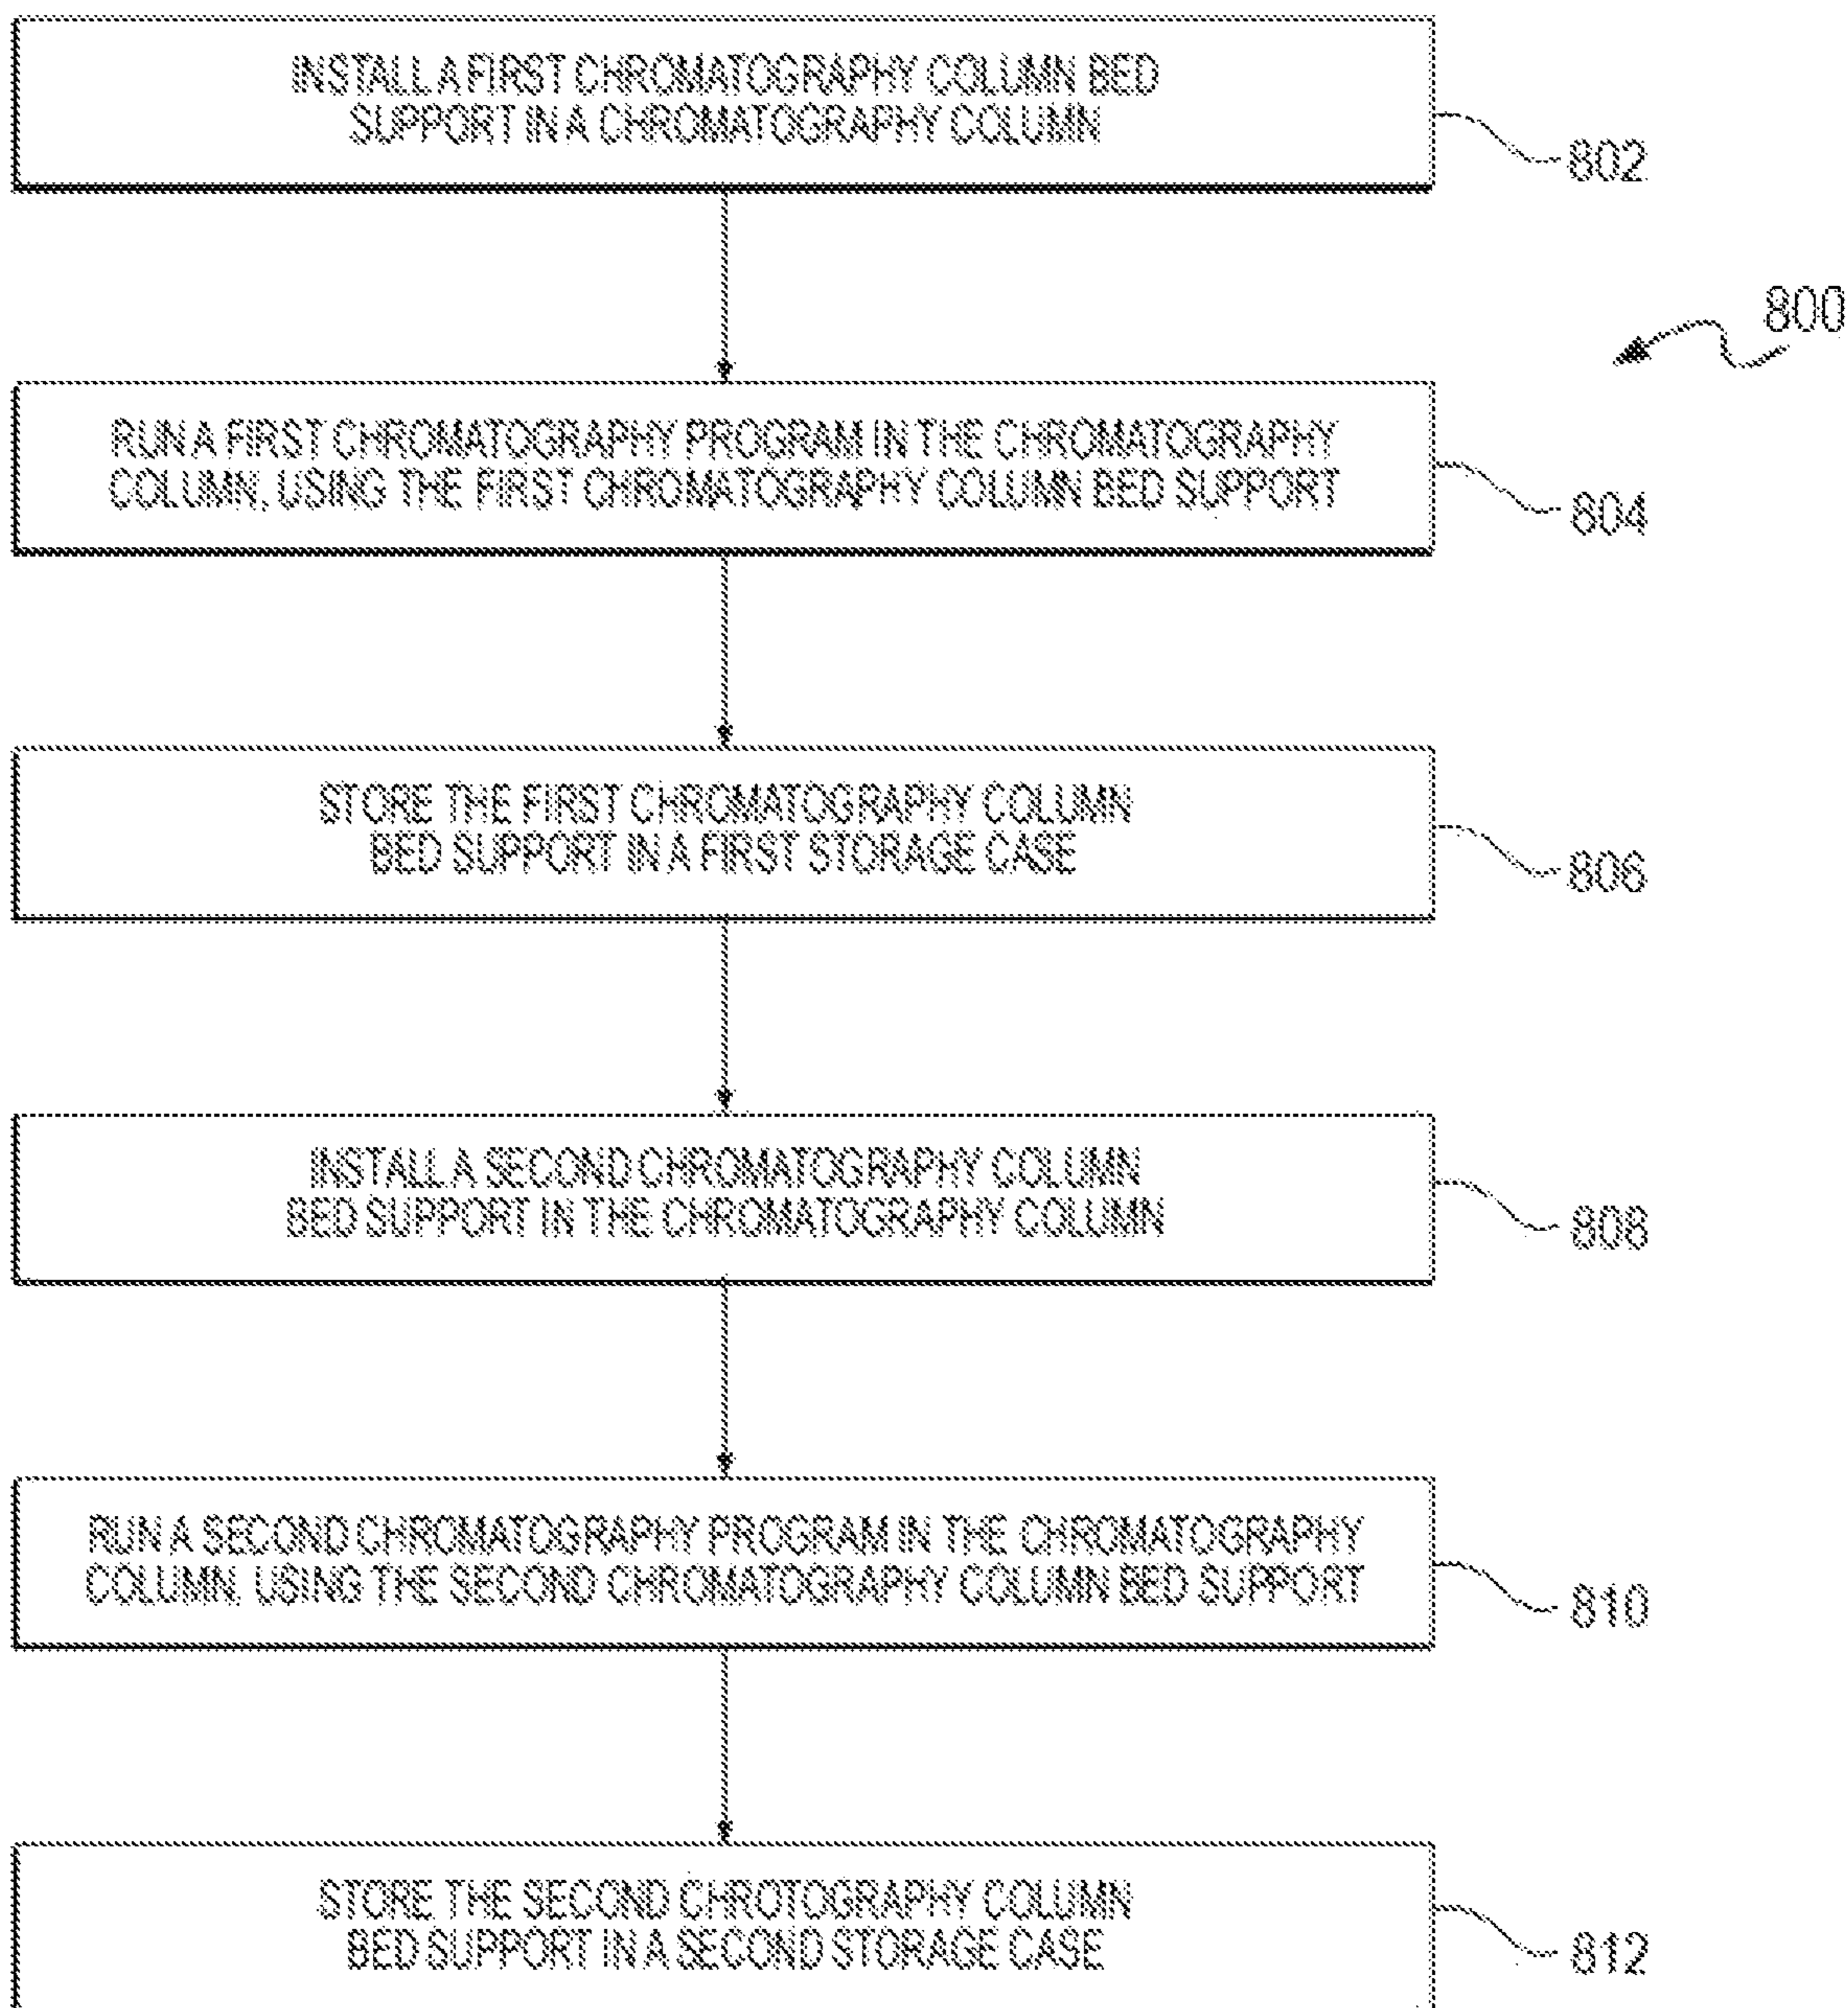 INSTALL A FIRST CHROMATOGRAPHY COLUMN BED
SUPPORT IN A CHROMATOGRAPHY COLUMN
802
800
RUN A FIRST CHROMATOGRAPHY PROGRAM IN THE CHROMATOGRAPHY
COLUMN, USING THE FIRST CHROMATOGRAPHY COLUMN BED SUPPORT
804
STORE THE FIRST CHROMATOGRAPHY COLUMN
BED SUPPORT IN A FIRST STORAGE CASE
806
INSTALL A SECOND CHROMATOGRAPHY COLUMN
BED SUPPORT IN THE CHROMATOGRAPHY COLUMN
808
RUN A SECOND CHROMATOGRAPHY PROGRAM IN THE CHROMATOGRAPHY
COLUMN, USING THE SECOND CHROMATOGRAPHY COLUMN BED SUPPORT
810
STORE THE SECOND CHROTOGRAPHY COLUMN
BED SUPPORT IN A SECOND STORAGE CASE
812